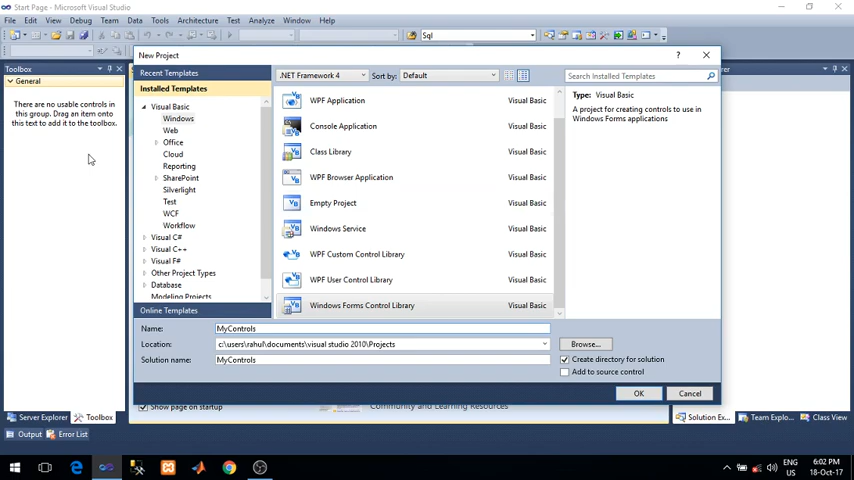 Start Page - Microsoft Visual Studio
File Edit View Debug Team Data Tools Architecture Test Analyze Window Help
Sql
Toolbox
General
There are no usable controls in
this group. Drag an item onto
this text to add it to the toolbox.
New Project
Recent Templates
Installed Templates
Visual Basic
Windows
Web
Office
Cloud
Reporting
SharePoint
Silverlight
Test
WCF
Workflow
Visual C#
Visual C++
Visual F#
Other Project Types
Database
Modeling Projects
Online Templates
.NET Framework 4
Sort by: Default
Search Installed Templates
WPF Application Visual Basic
Console Application Visual Basic
Class Library Visual Basic
WPF Browser Application Visual Basic
Empty Project Visual Basic
Windows Service Visual Basic
WPF Custom Control Library Visual Basic
WPF User Control Library Visual Basic
Windows Forms Control Library Visual Basic
Type: Visual Basic
A project for creating controls to use in
Windows Forms applications
Name: MyControls
Location: c:\users\rahul\documents\visual studio 2010\Projects
Browse...
Solution name: MyControls
Create directory for solution
Add to source control
OK Cancel
Show page on startup
Community and Learning Resources
Server Explorer Toolbox
Solution Ex... Team Explo... Class View
Output Error List
ENG
US
6:02 PM
18-Oct-17